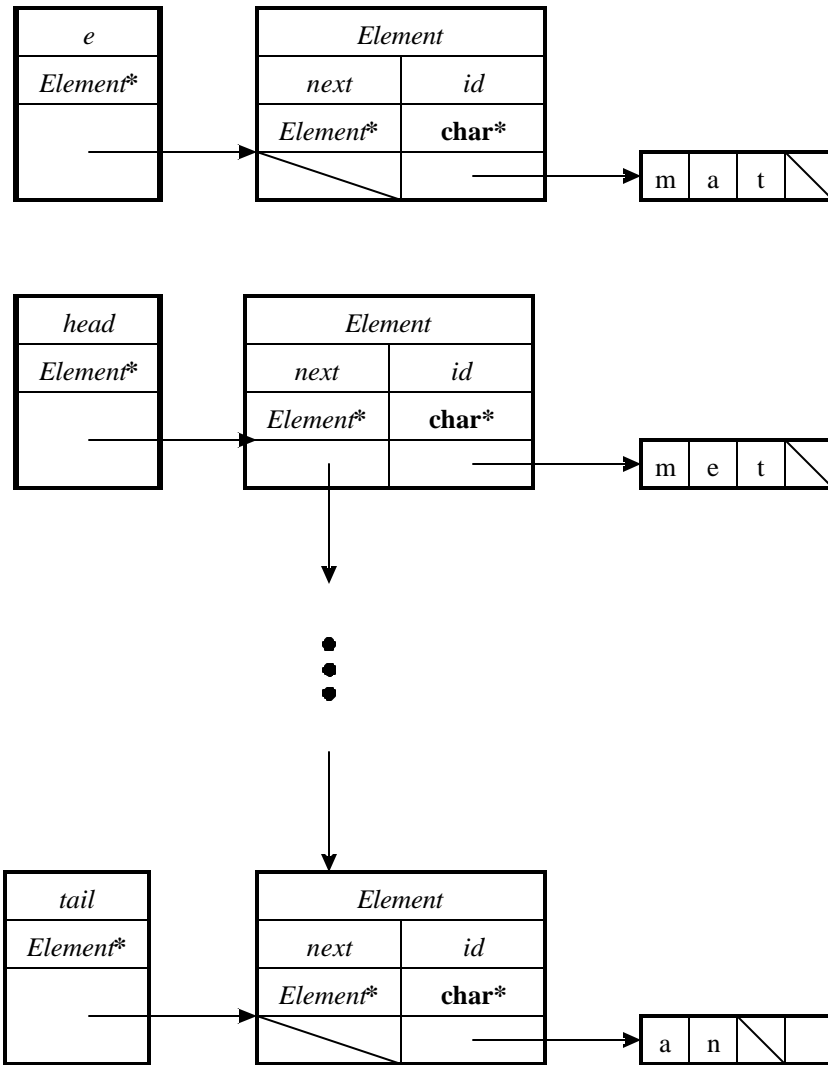 e
Element*
Element
next id
Element* char*
m a t
head
Element*
Element
next id
Element* char*
m e t
tail
Element*
Element
next id
Element* char*
a n